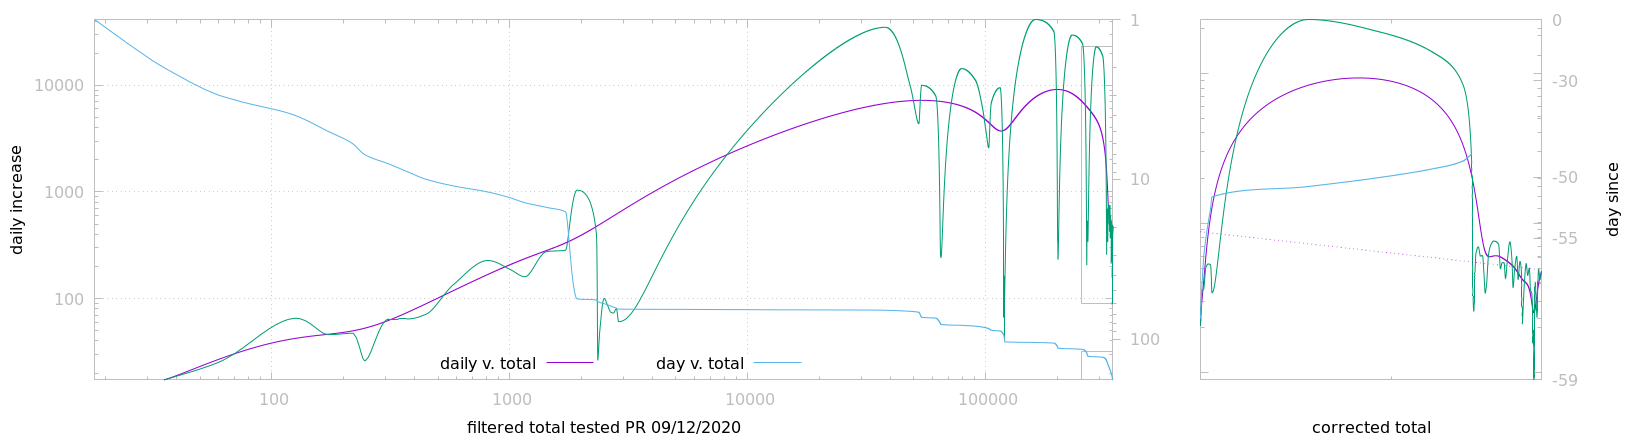 daily increase
10000
1000
100
100
1000
10000
100000
1
10
100
daily v. total
day v. total
filtered total tested PR 09/12/2020
0
-30
-50
-55
-59
day since
corrected total